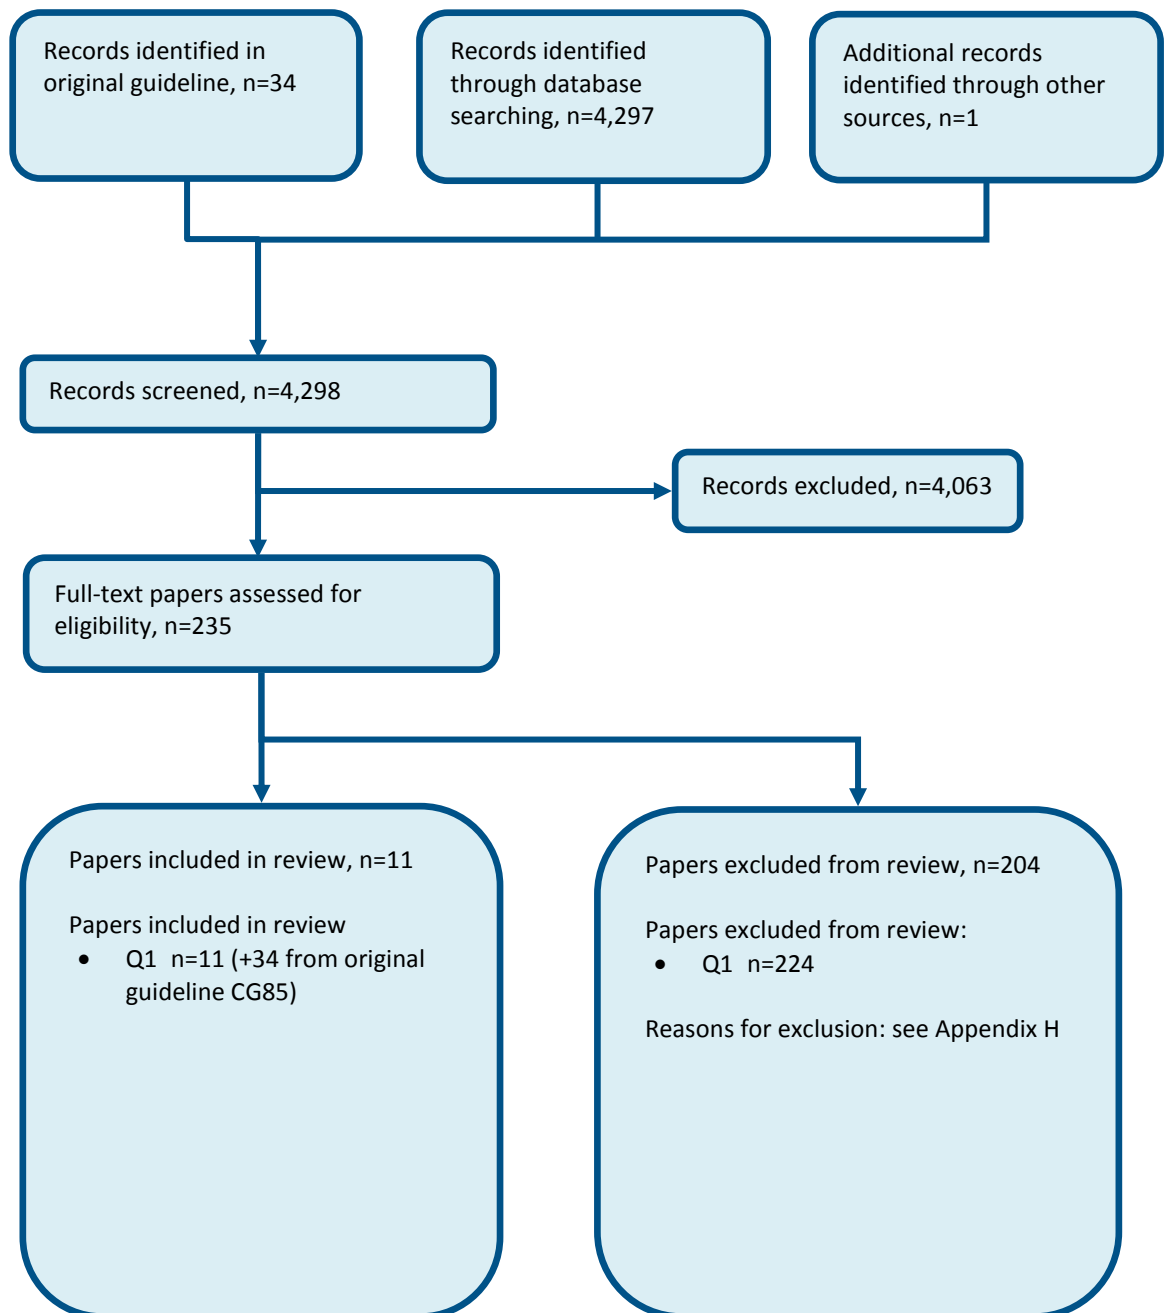 Records identified in
original guideline, n=34
Records identified
through database
searching, n=4,297
Additional records
identified through other
sources, n=1
Records screened, n=4,298
Records excluded, n=4,063
Full-text papers assessed for
eligibility, n=235
Papers included in review, n=11
Papers included in review
• Q1 n=11 (+34 from original
guideline CG85)
Papers excluded from review, n=204
Papers excluded from review:
• Q1 n=224
Reasons for exclusion: see Appendix H